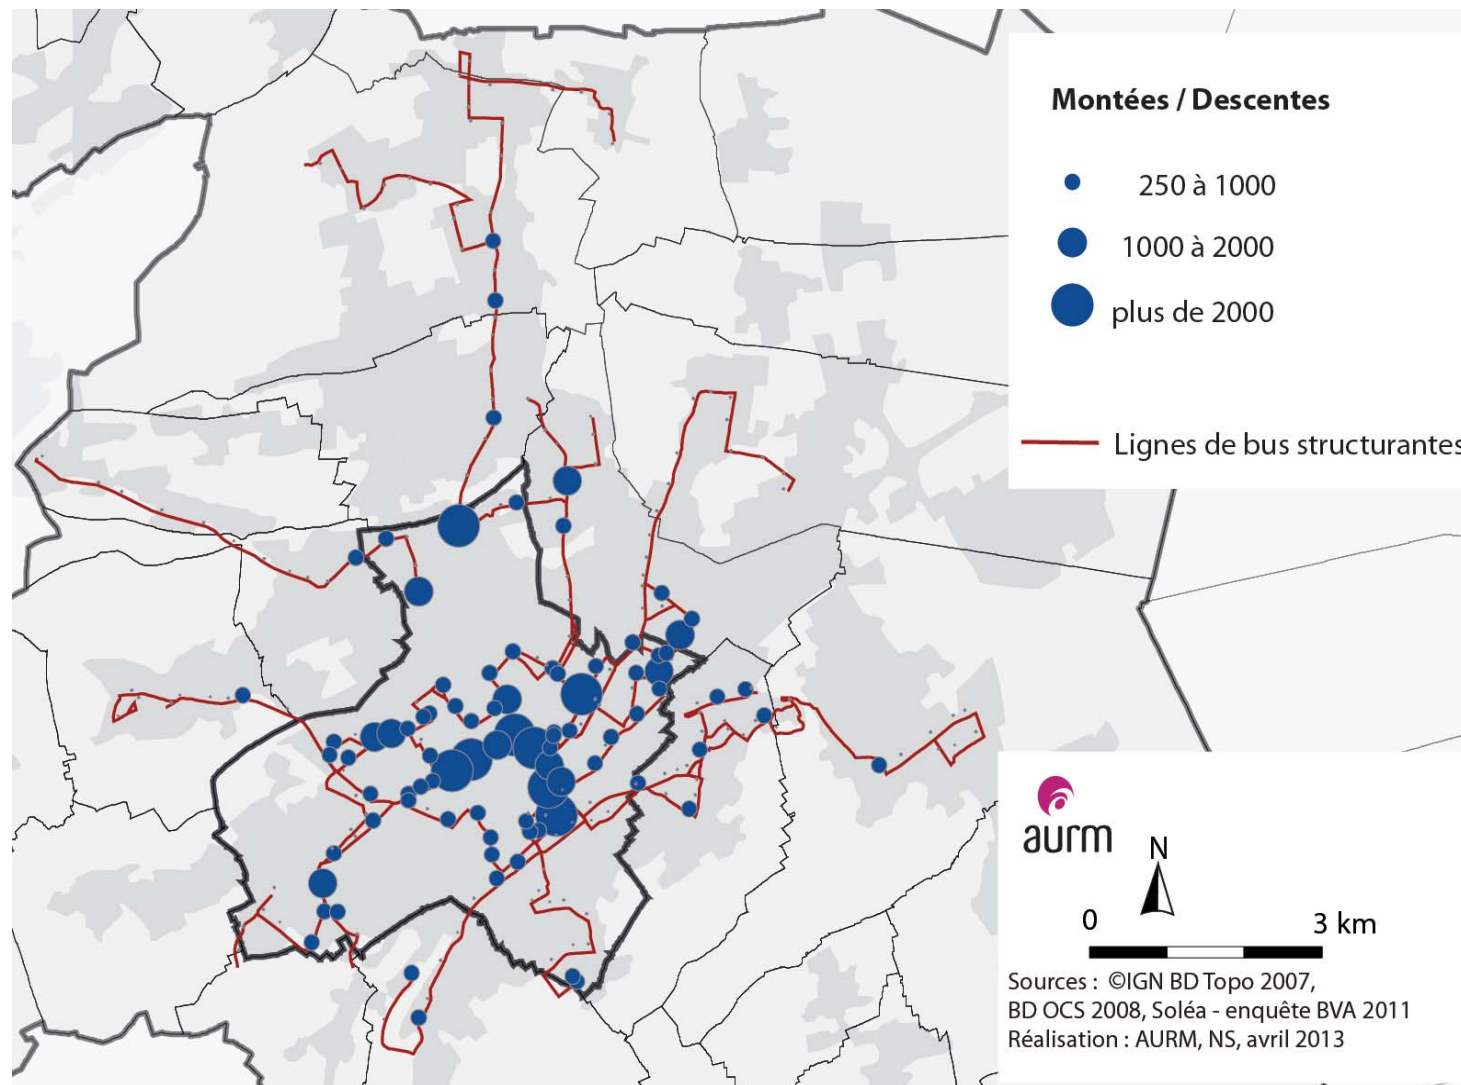 Montées / Descentes
250 à 1000
1000 à 2000
plus de 2000
Lignes de bus structurantes
aurm
N
0 3 km
Sources : ©IGN BD Topo 2007,
BD OCS 2008, Soléa - enquête BVA 2011
Réalisation : AURM, NS, avril 2013